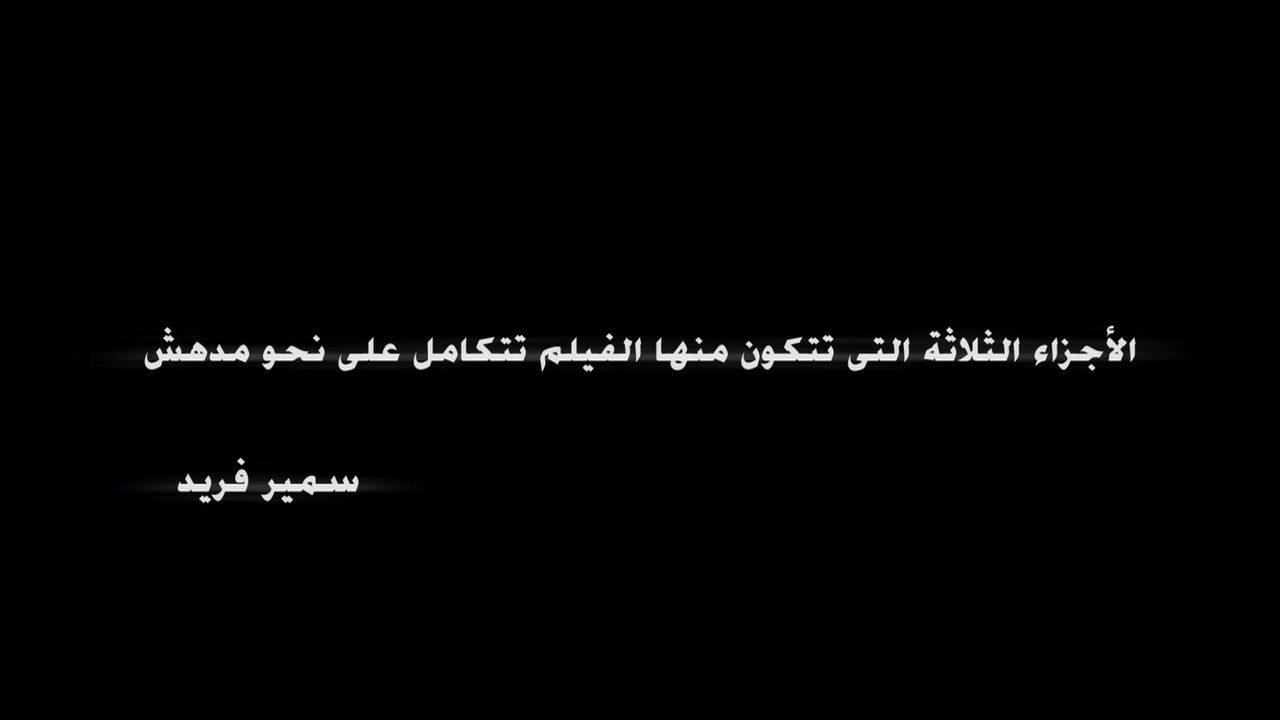 الأجزاء الثلاثة التى تتكون منها الفيلم تتكامل على نحو مدهش
سمير فريد